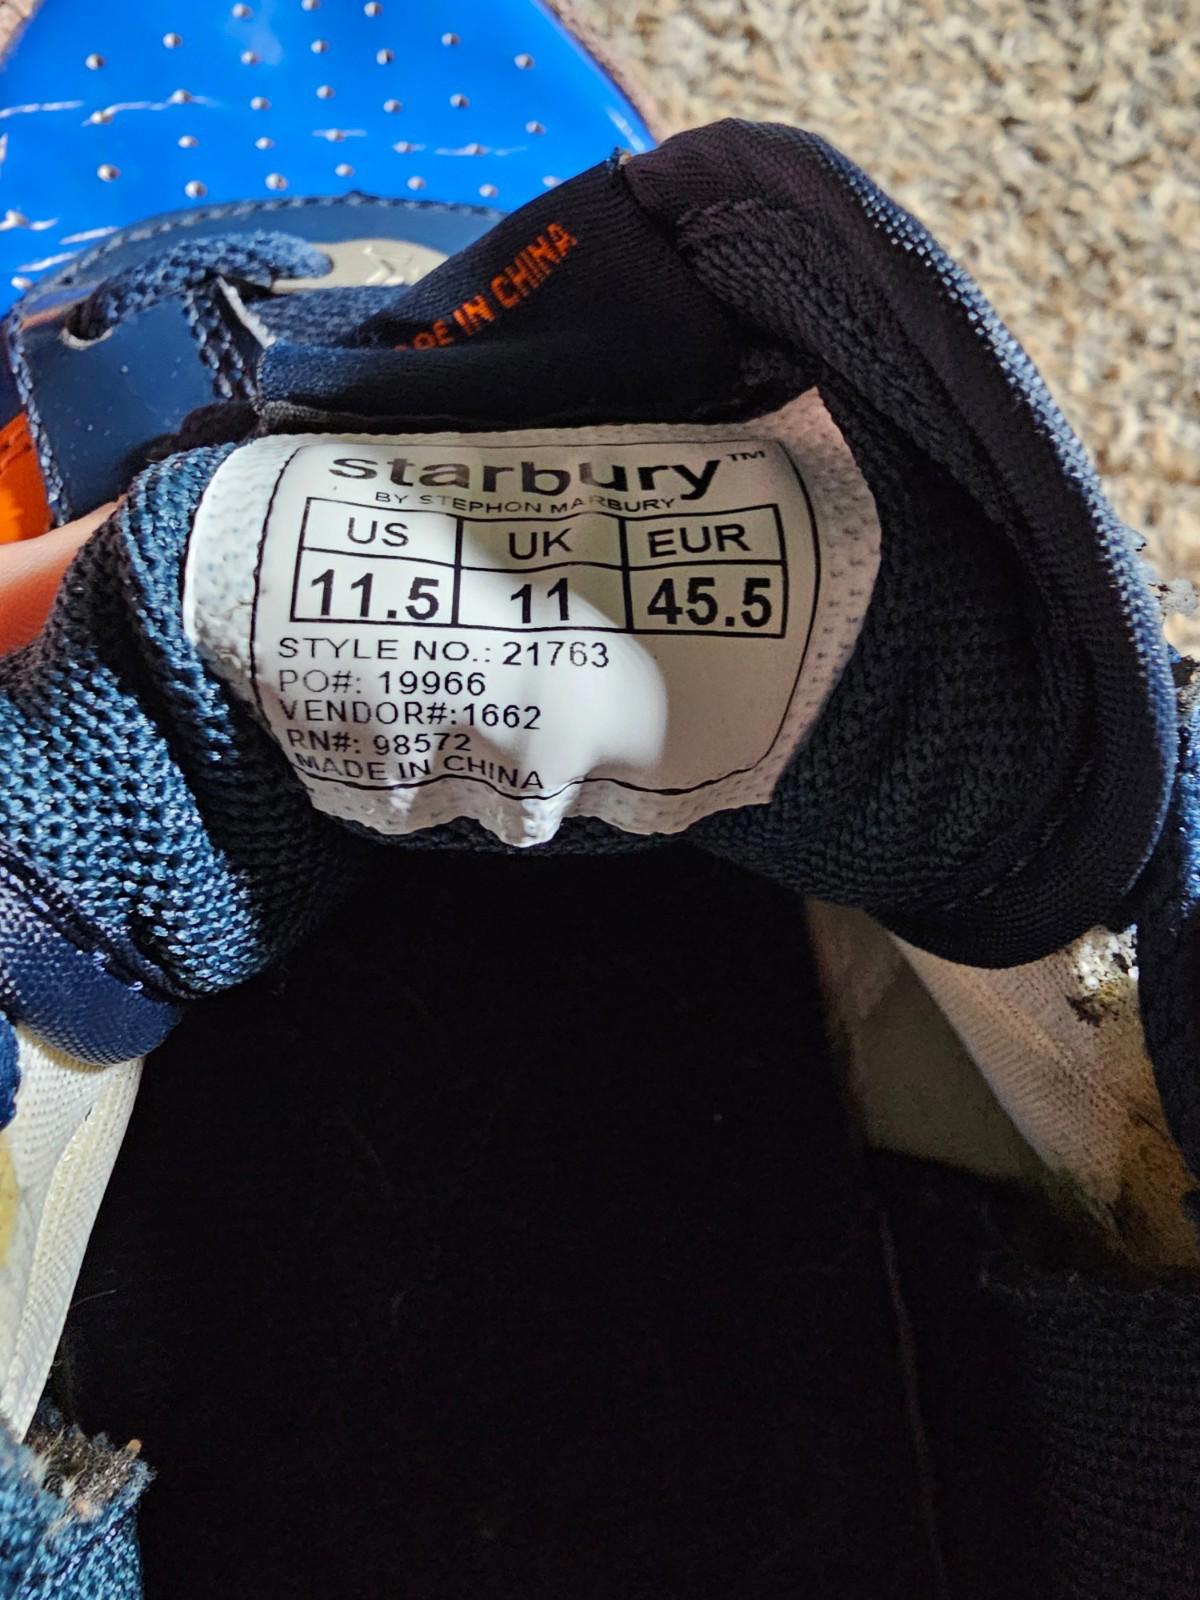 MADE IN CHINA
starbury™
BY STEPHON MARBURY
US UK EUR
11.5 11 45.5
STYLE NO.: 21763
PO#: 19966
VENDOR#:1662
RN#: 98572
MADE IN CHINA